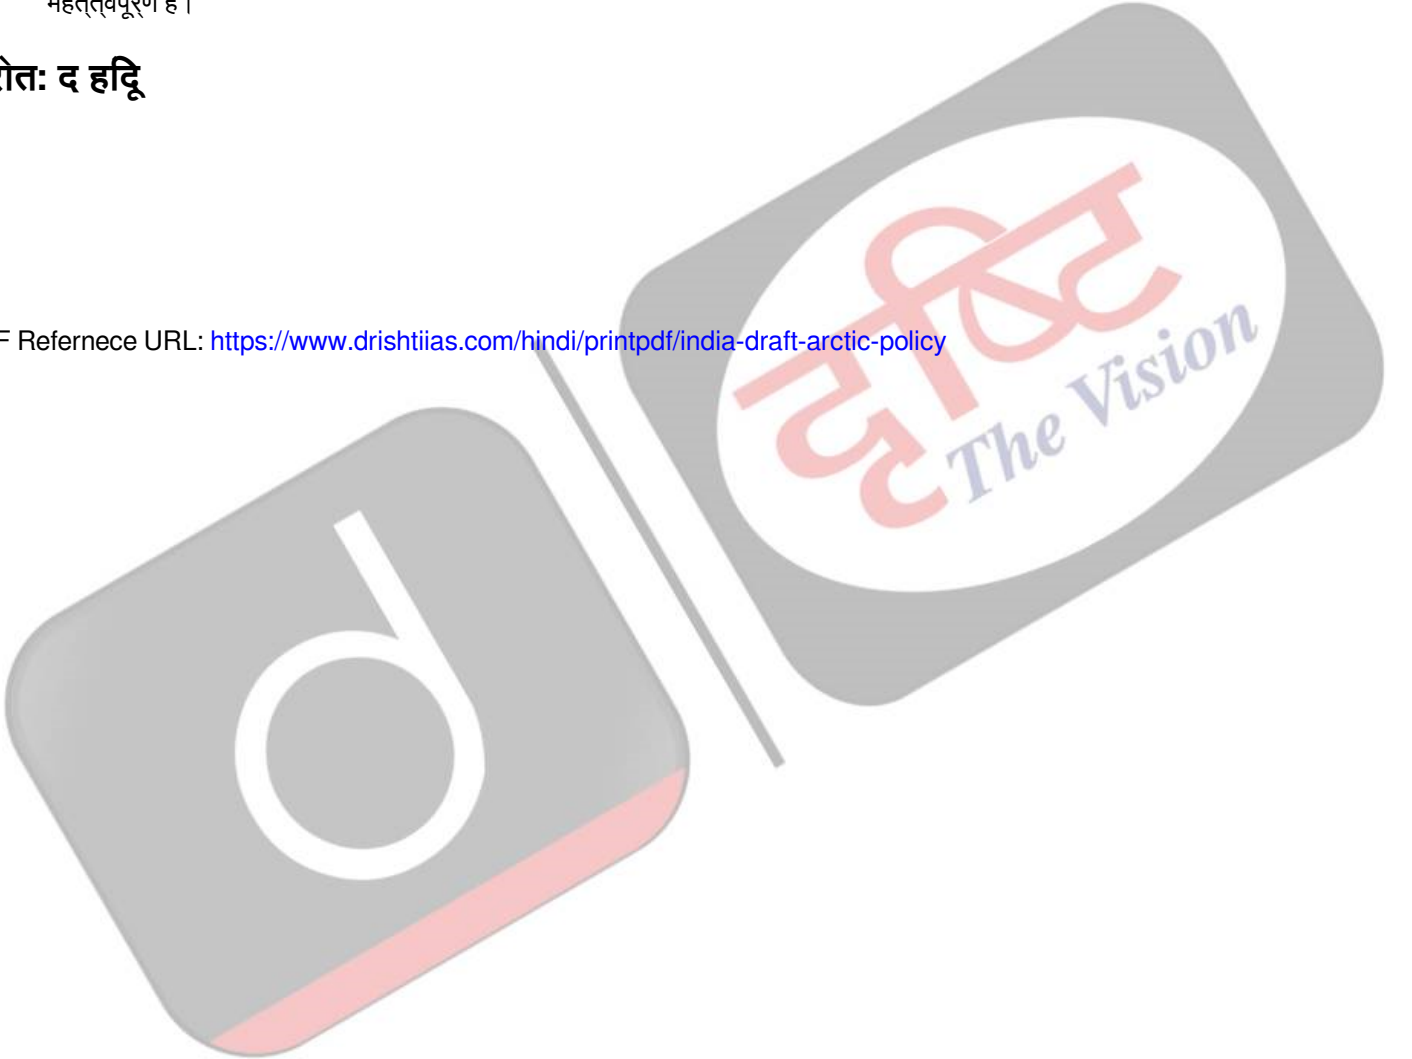 महत्त्वपूर्ण है।
रोत: द हिंदू
F Refernece URL: https://www.drishtiias.com/hindi/printpdf/india-draft-arctic-policy
दृष्टि
The Vision
d